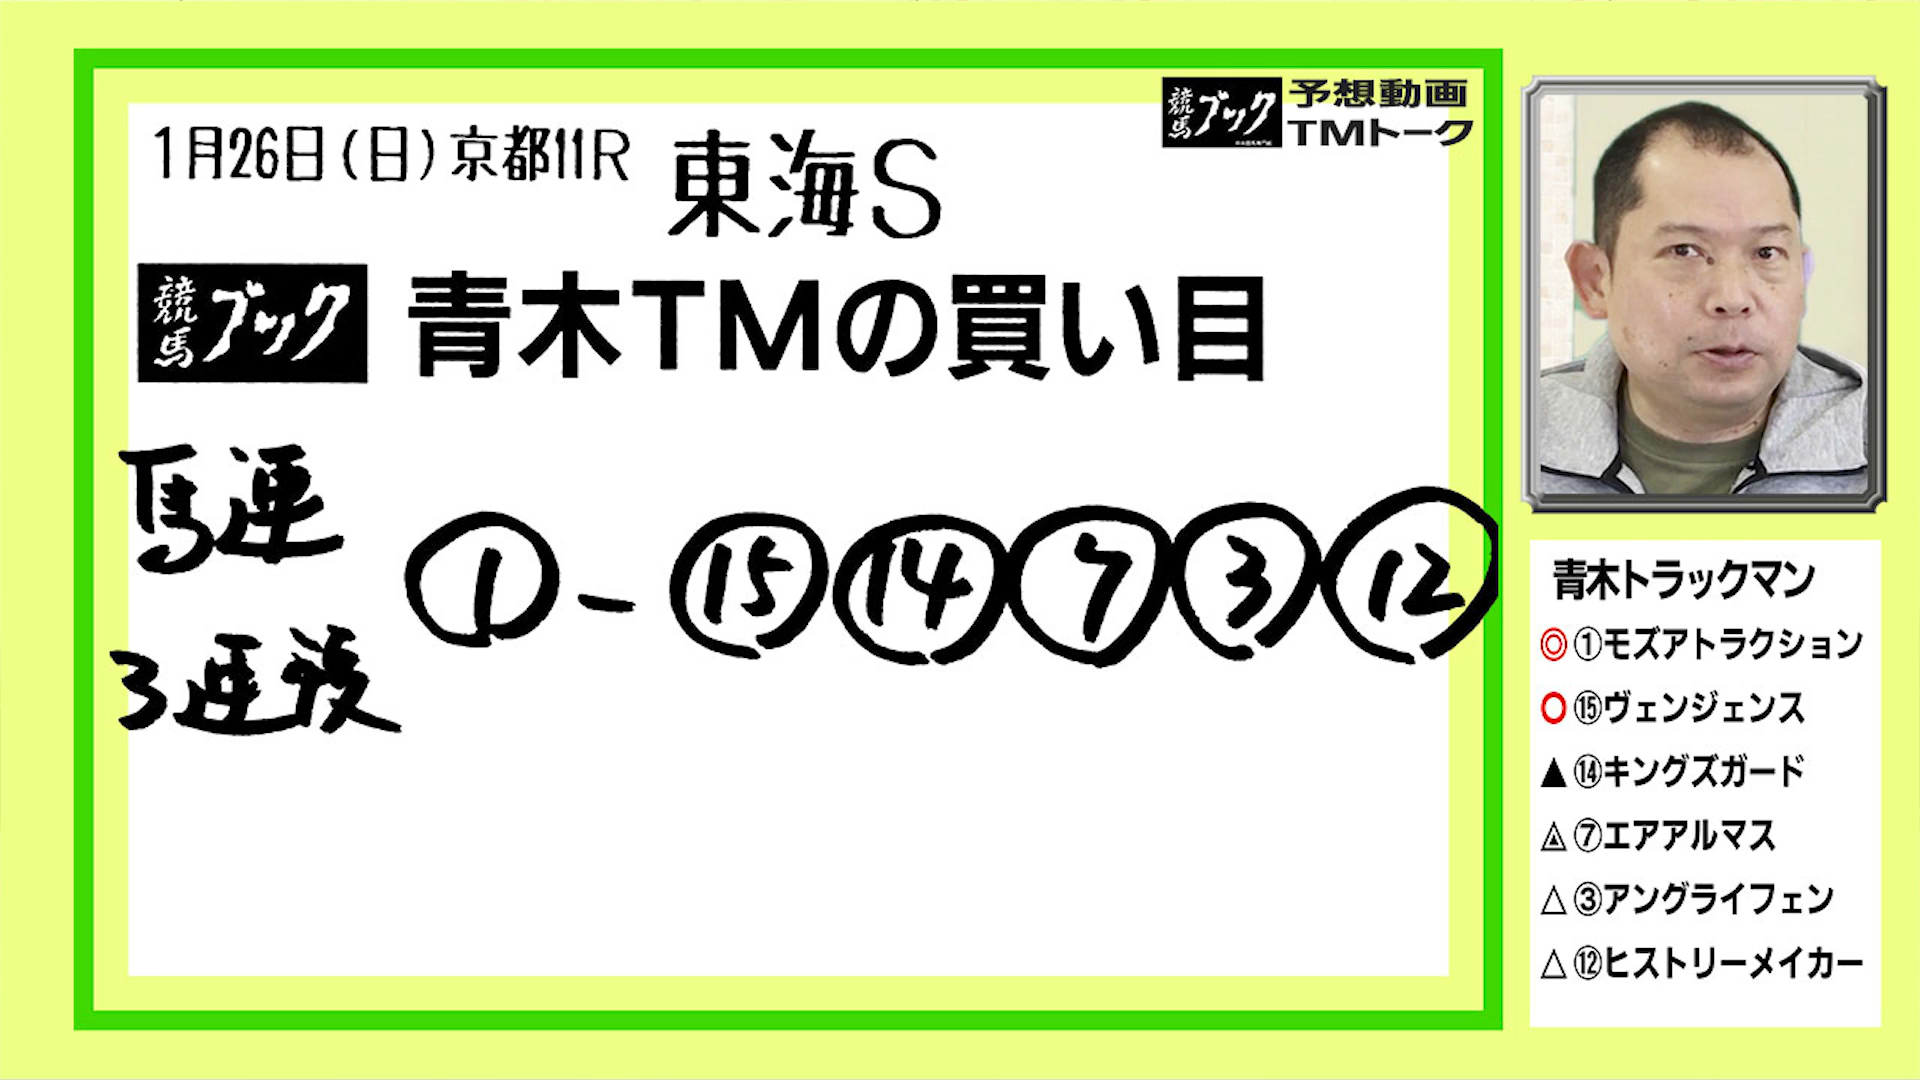 競馬ブック 予想動画
TMトーク
1月26日(日)京都11R 東海S
競馬ブック 青木TMの買い目
馬連
① - ⑮ ⑭ ⑦ ③ ⑫
3連複
青木トラックマン
◎①モズアトラクション
○⑮ヴェンジェンス
▲⑭キングズガード
◬⑦エアアルマス
△③アングライフェン
△⑫ヒストリーメイカー